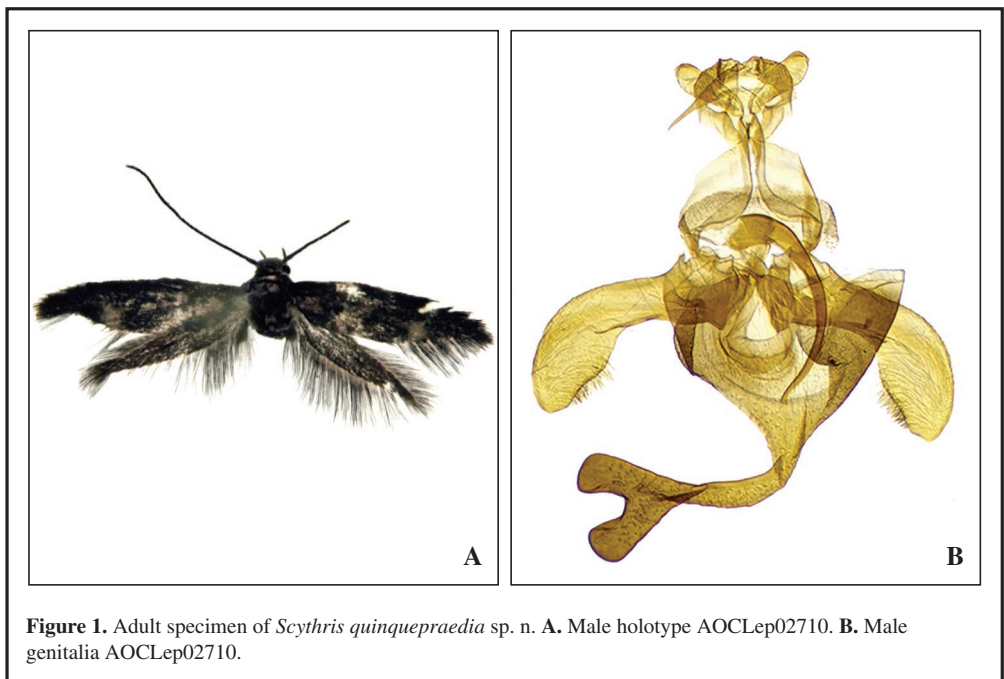 A
B
Figure 1. Adult specimen of Scythris quinquepraedia sp. n. A. Male holotype AOCLep02710. B. Male
genitalia AOCLep02710.